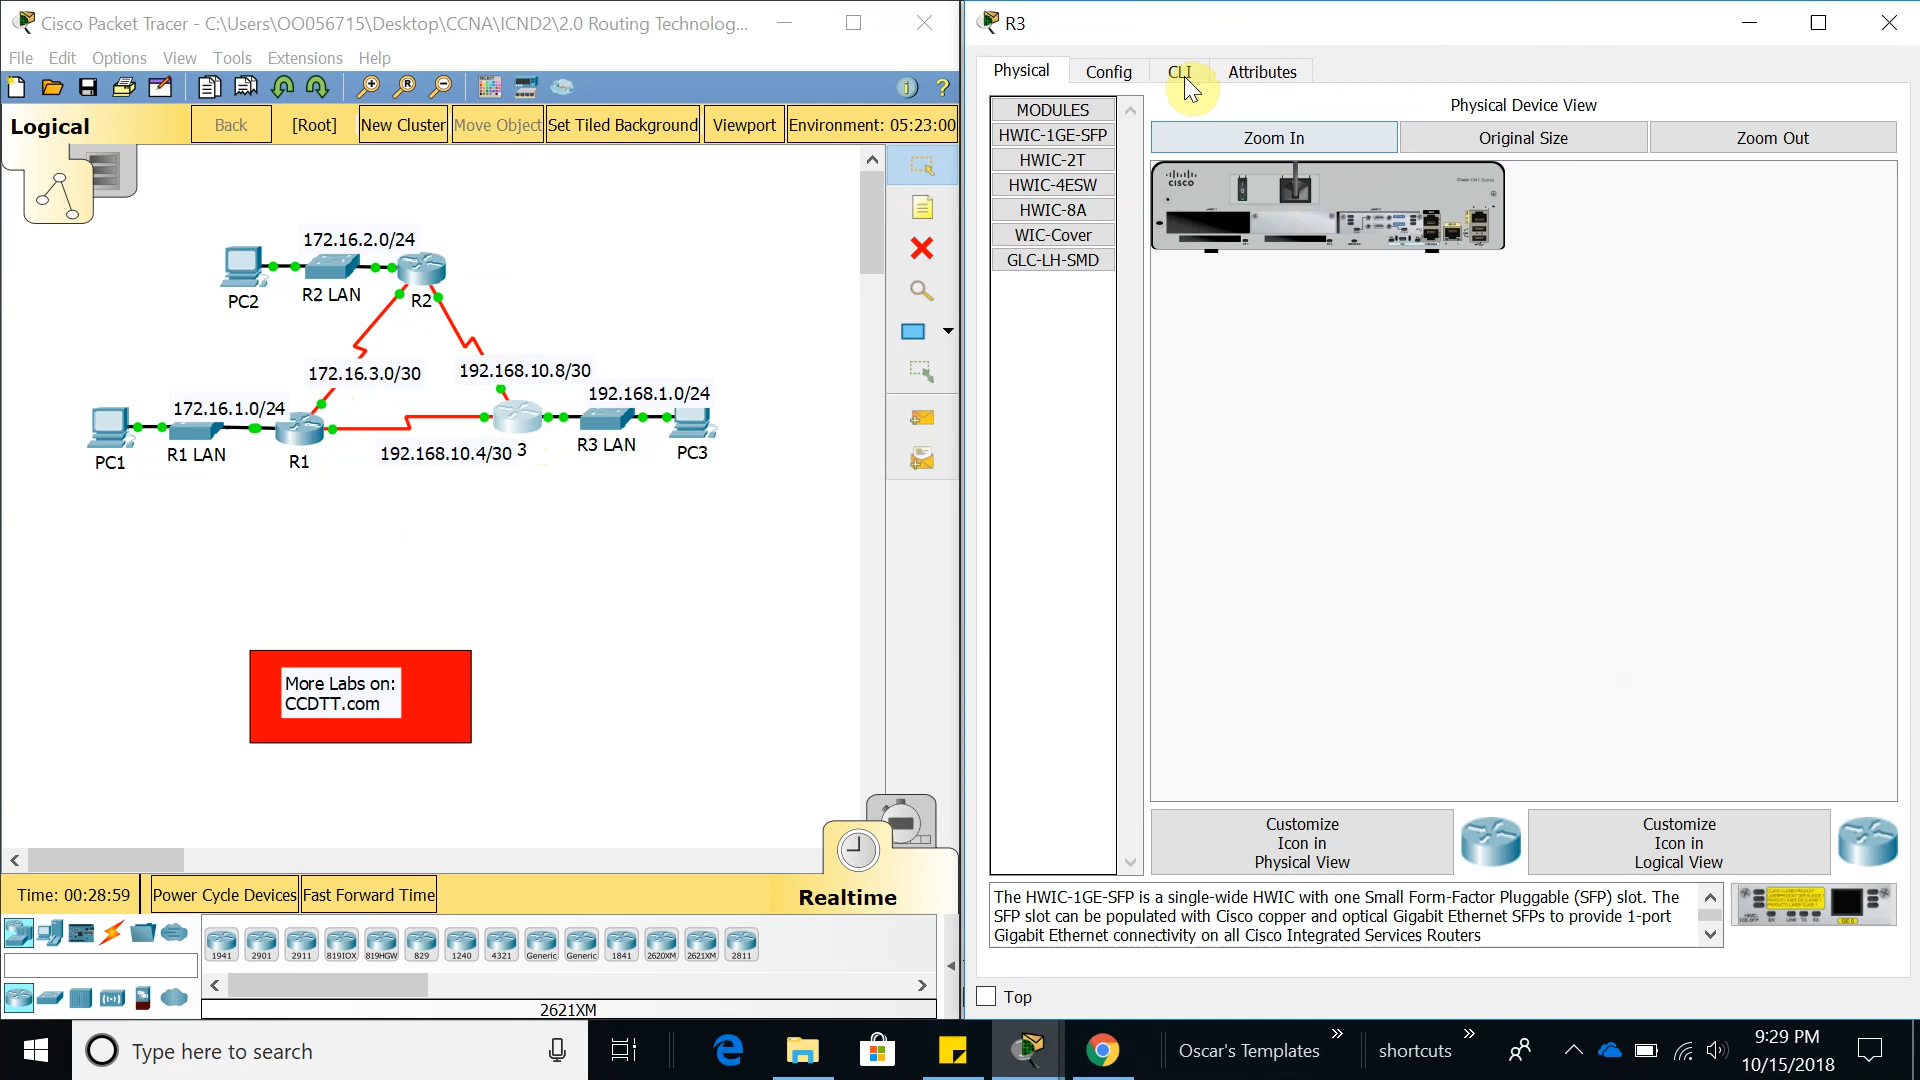 Cisco Packet Tracer - C:\Users\OO056715\Desktop\CCNA\ICND2\2.0 Routing Technolog...
File Edit Options View Tools Extensions Help
Logical
Back
[Root]
New Cluster
Move Object
Set Tiled Background
Viewport
Environment: 05:23:00
172.16.2.0/24
PC2
R2 LAN
R2
172.16.3.0/30
192.168.10.8/30
192.168.1.0/24
172.16.1.0/24
PC1
R1 LAN
R1
192.168.10.4/30
3
R3 LAN
PC3
More Labs on:
CCDTT.com
Time: 00:28:59
Power Cycle Devices
Fast Forward Time
Realtime
1941
2901
2911
819IOX
819HGW
829
1240
4321
Generic
Generic
1841
2620XM
2621XM
2811
2621XM
R3
Physical
Config
CLI
Attributes
MODULES
HWIC-1GE-SFP
HWIC-2T
HWIC-4ESW
HWIC-8A
WIC-Cover
GLC-LH-SMD
Physical Device View
Zoom In
Original Size
Zoom Out
CISCO
Customize
Icon in
Physical View
Customize
Icon in
Logical View
The HWIC-1GE-SFP is a single-wide HWIC with one Small Form-Factor Pluggable (SFP) slot. The
SFP slot can be populated with Cisco copper and optical Gigabit Ethernet SFPs to provide 1-port
Gigabit Ethernet connectivity on all Cisco Integrated Services Routers
Top
Type here to search
Oscar's Templates
shortcuts
9:29 PM
10/15/2018